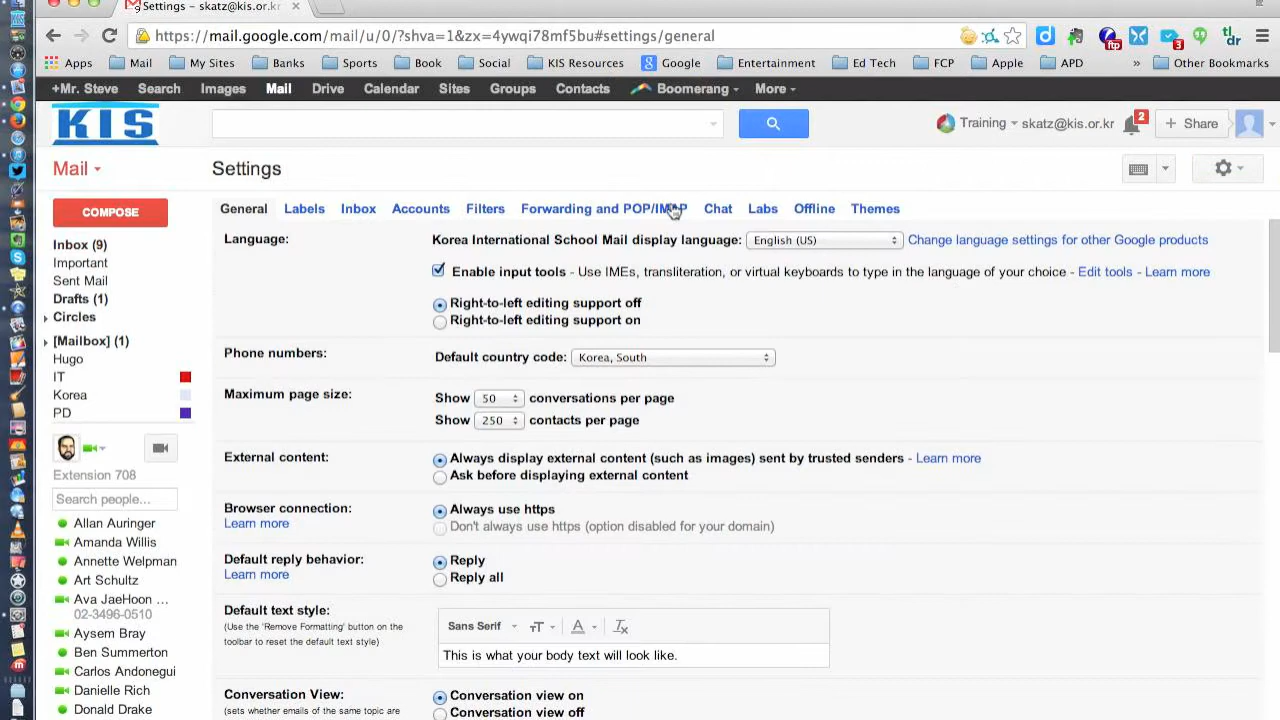 Settings - skatz@kis.or.kr ×
https://mail.google.com/mail/u/0/?shva=1&zx=4ywqi78mf5bu#settings/general
ftp 3 tl;dr
Apps Mail My Sites Banks Sports Book Social KIS Resources Google Entertainment Ed Tech FCP Apple APD » Other Bookmarks
+Mr. Steve Search Images Mail Drive Calendar Sites Groups Contacts Boomerang More
KIS Training skatz@kis.or.kr 2 + Share
Mail Settings
COMPOSE General Labels Inbox Accounts Filters Forwarding and POP/IMAP Chat Labs Offline Themes
Inbox (9)
Important
Sent Mail
Drafts (1)
Circles
[Mailbox] (1)
Hugo
IT
Korea
PD
Extension 708
Search people...
Allan Auringer
Amanda Willis
Annette Welpman
Art Schultz
Ava JaeHoon ...
02-3496-0510
Aysem Bray
Ben Summerton
Carlos Andonegui
Danielle Rich
Donald Drake
Language: Korea International School Mail display language: English (US) Change language settings for other Google products
Enable input tools - Use IMEs, transliteration, or virtual keyboards to type in the language of your choice - Edit tools - Learn more
Right-to-left editing support off
Right-to-left editing support on
Phone numbers: Default country code: Korea, South
Maximum page size: Show 50 conversations per page
Show 250 contacts per page
External content: Always display external content (such as images) sent by trusted senders - Learn more
Ask before displaying external content
Browser connection: Always use https
Learn more Don't always use https (option disabled for your domain)
Default reply behavior: Reply
Learn more Reply all
Default text style:
(Use the 'Remove Formatting' button on the
toolbar to reset the default text style)
Sans Serif TT A Tx
This is what your body text will look like.
Conversation View: Conversation view on
(sets whether emails of the same topic are Conversation view off